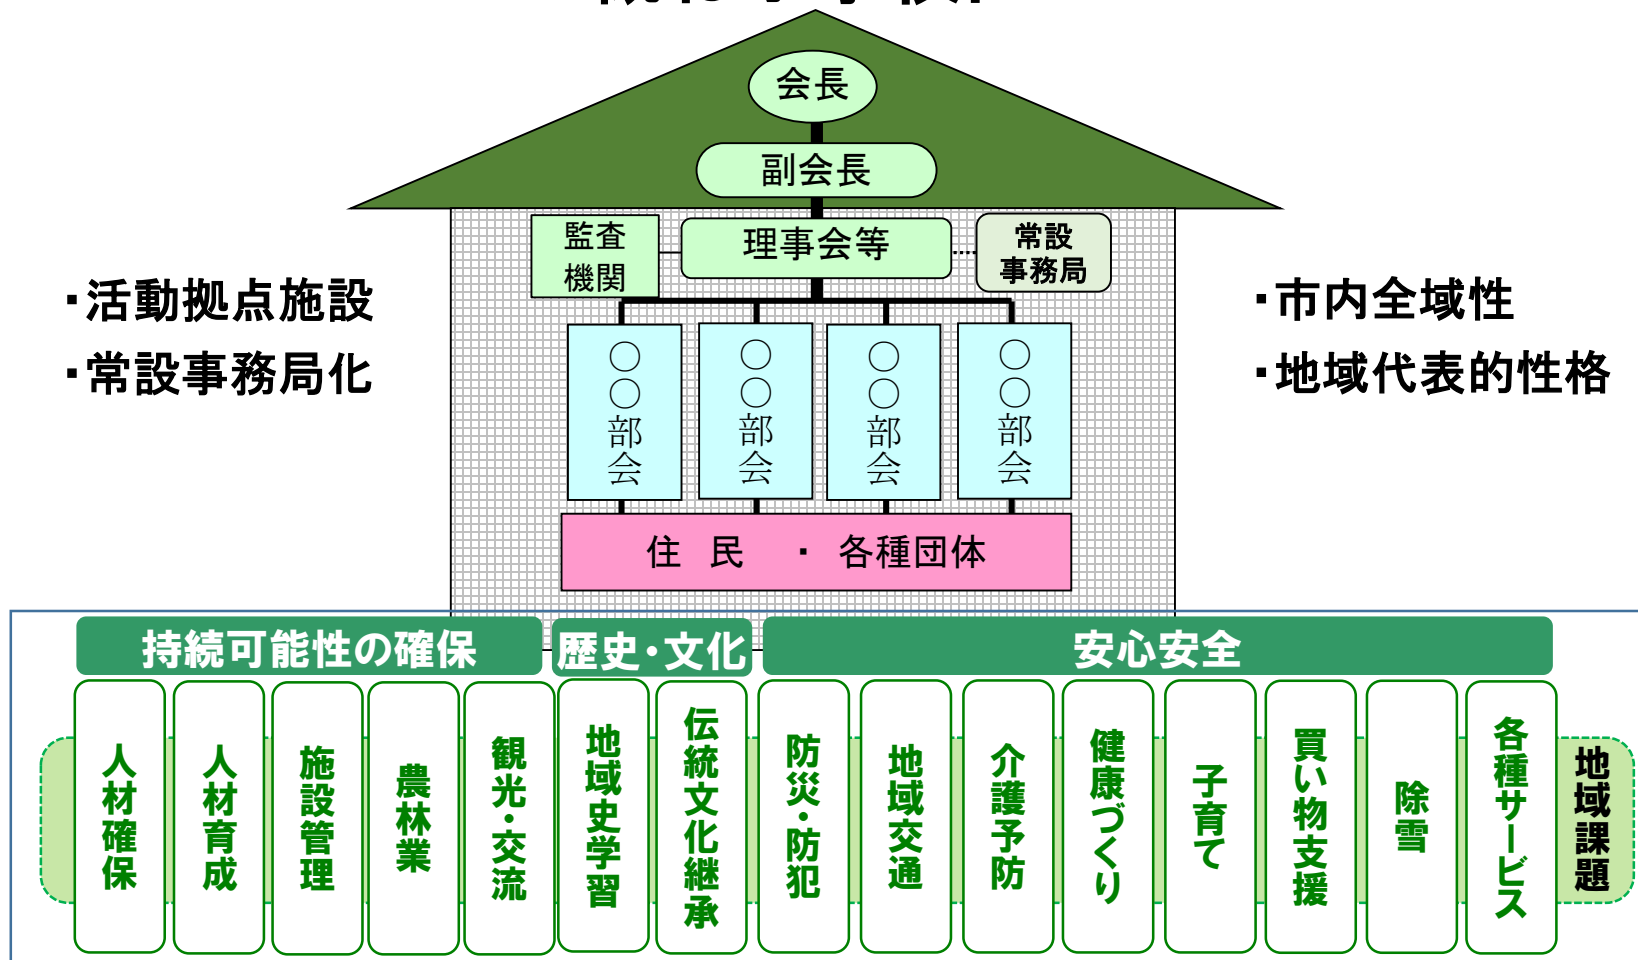 会長
副会長
監査
機関
理事会等
常設
事務局
・活動拠点施設
・常設事務局化
・市内全域性
・地域代表的性格
〇〇部会
〇〇部会
〇〇部会
〇〇部会
住　民　・　各種団体
持続可能性の確保
歴史・文化
安心安全
人材確保
人材育成
施設管理
農林業
観光・交流
地域史学習
伝統文化継承
防災・防犯
地域交通
介護予防
健康づくり
子育て
買い物支援
除雪
各種サービス
地域課題